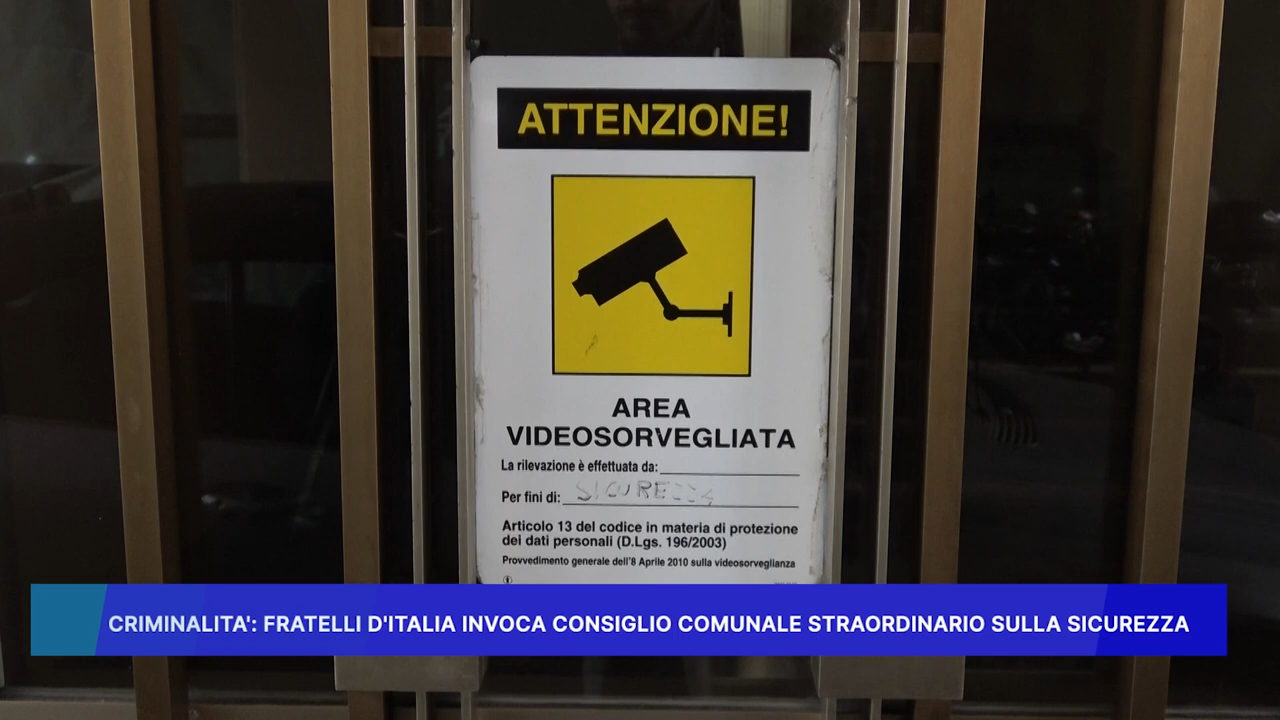 ATTENZIONE!
AREA
VIDEOSORVEGLIATA
La rilevazione è effettuata da:
Per fini di: SICUREZZA
Articolo 13 del codice in materia di protezione
dei dati personali (D.Lgs. 196/2003)
Provvedimento generale dell'8 Aprile 2010 sulla videosorveglianza
CRIMINALITA': FRATELLI D'ITALIA INVOCA CONSIGLIO COMUNALE STRAORDINARIO SULLA SICUREZZA